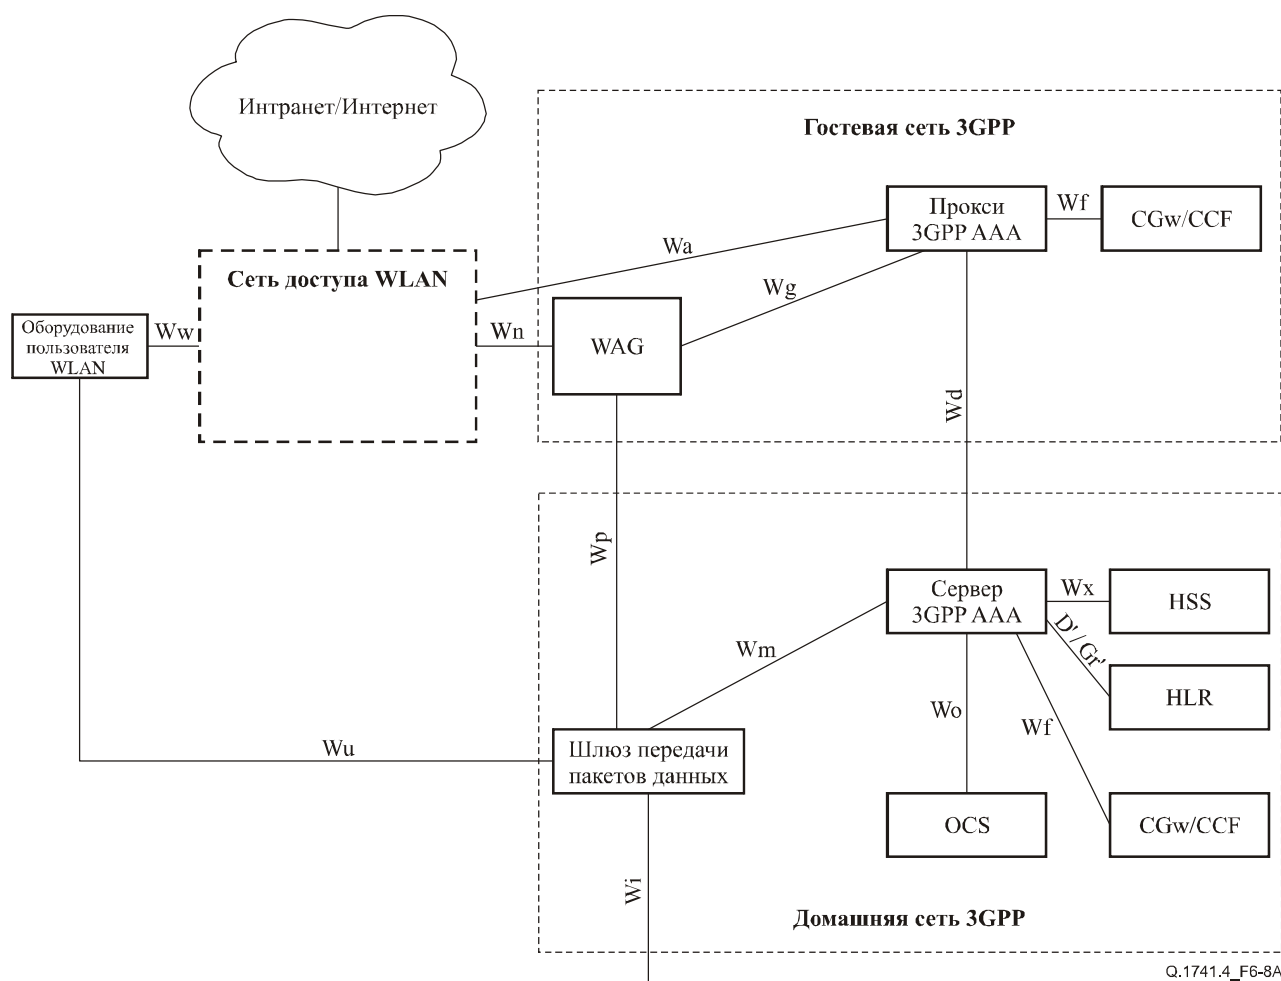 Интранет/Интернет
Гостевая сеть 3GPP
Прокси
3GPP AAA
Wf
CGw/CCF
Wa
Сеть доступа WLAN
Wg
Оборудование
пользователя
WLAN
Ww
Wn
WAG
Wd
Wp
Сервер
3GPP AAA
Wx
HSS
D'/Gr'
HLR
Wm
Wo
Wf
Wu
Шлюз передачи
пакетов данных
OCS
CGw/CCF
Wi
Домашняя сеть 3GPP
Q.1741.4_F6-8A